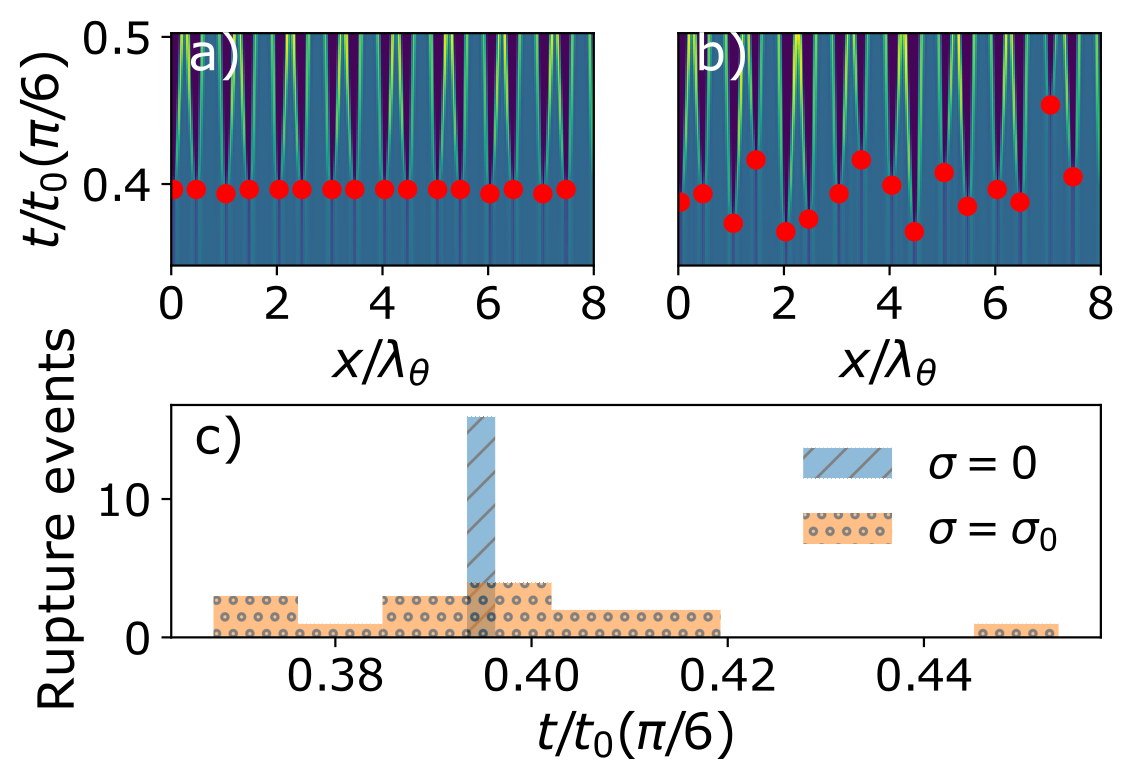 a)
b)
0.5
0.4
t/t₀(π/6)
0 2 4 6 8
0 2 4 6 8
x/λ_θ
x/λ_θ
c)
Rupture events
10
0
σ = 0
σ = σ₀
0.38 0.40 0.42 0.44
t/t₀(π/6)